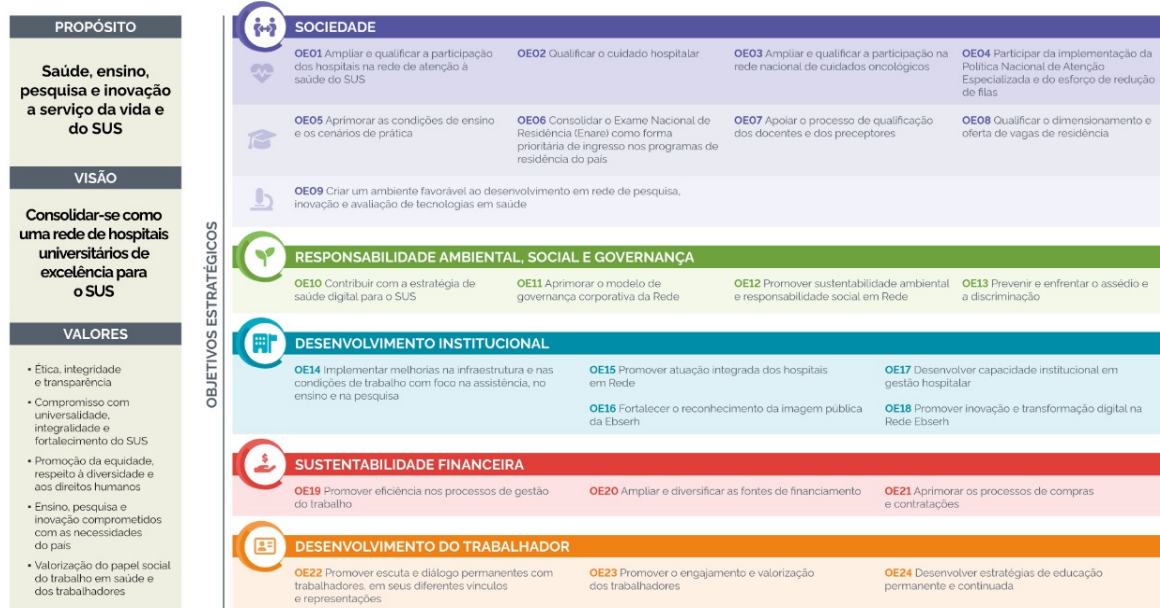 PROPÓSITO
Saúde, ensino,
pesquisa e inovação
a serviço da vida e
do SUS
VISÃO
Consolidar-se como
uma rede de hospitais
universitários de
excelência para
o SUS
VALORES
• Ética, integridade
e transparência
• Compromisso com
universalidade,
integralidade e
fortalecimento do SUS
• Promoção da equidade,
respeito à diversidade e
aos direitos humanos
• Ensino, pesquisa e
inovação comprometidos
com as necessidades
do país
• Valorização do papel social
do trabalho em saúde e
dos trabalhadores
OBJETIVOS ESTRATÉGICOS
SOCIEDADE
OE01 Ampliar e qualificar a participação
dos hospitais na rede de atenção à
saúde do SUS
OE02 Qualificar o cuidado hospitalar
OE03 Ampliar e qualificar a participação na
rede nacional de cuidados oncológicos
OE04 Participar da implementação da
Política Nacional de Atenção
Especializada e do esforço de redução
de filas
OE05 Aprimorar as condições de ensino
e os cenários de prática
OE06 Consolidar o Exame Nacional de
Residência (Enare) como forma
prioritária de ingresso nos programas de
residência do país
OE07 Apoiar o processo de qualificação
dos docentes e dos preceptores
OE08 Qualificar o dimensionamento e
oferta de vagas de residência
OE09 Criar um ambiente favorável ao desenvolvimento em rede de pesquisa,
inovação e avaliação de tecnologias em saúde
RESPONSABILIDADE AMBIENTAL, SOCIAL E GOVERNANÇA
OE10 Contribuir com a estratégia de
saúde digital para o SUS
OE11 Aprimorar o modelo de
governança corporativa da Rede
OE12 Promover sustentabilidade ambiental
e responsabilidade social em Rede
OE13 Prevenir e enfrentar o assédio e
a discriminação
DESENVOLVIMENTO INSTITUCIONAL
OE14 Implementar melhorias na infraestrutura e nas
condições de trabalho com foco na assistência, no
ensino e na pesquisa
OE15 Promover atuação integrada dos hospitais
em Rede
OE16 Fortalecer o reconhecimento da imagem pública
da Ebserh
OE17 Desenvolver capacidade institucional em
gestão hospitalar
OE18 Promover inovação e transformação digital na
Rede Ebserh
SUSTENTABILIDADE FINANCEIRA
OE19 Promover eficiência nos processos de gestão
do trabalho
OE20 Ampliar e diversificar as fontes de financiamento
OE21 Aprimorar os processos de compras
e contratações
DESENVOLVIMENTO DO TRABALHADOR
OE22 Promover escuta e diálogo permanentes com
trabalhadores, em seus diferentes vínculos
e representações
OE23 Promover o engajamento e valorização
dos trabalhadores
OE24 Desenvolver estratégias de educação
permanente e continuada